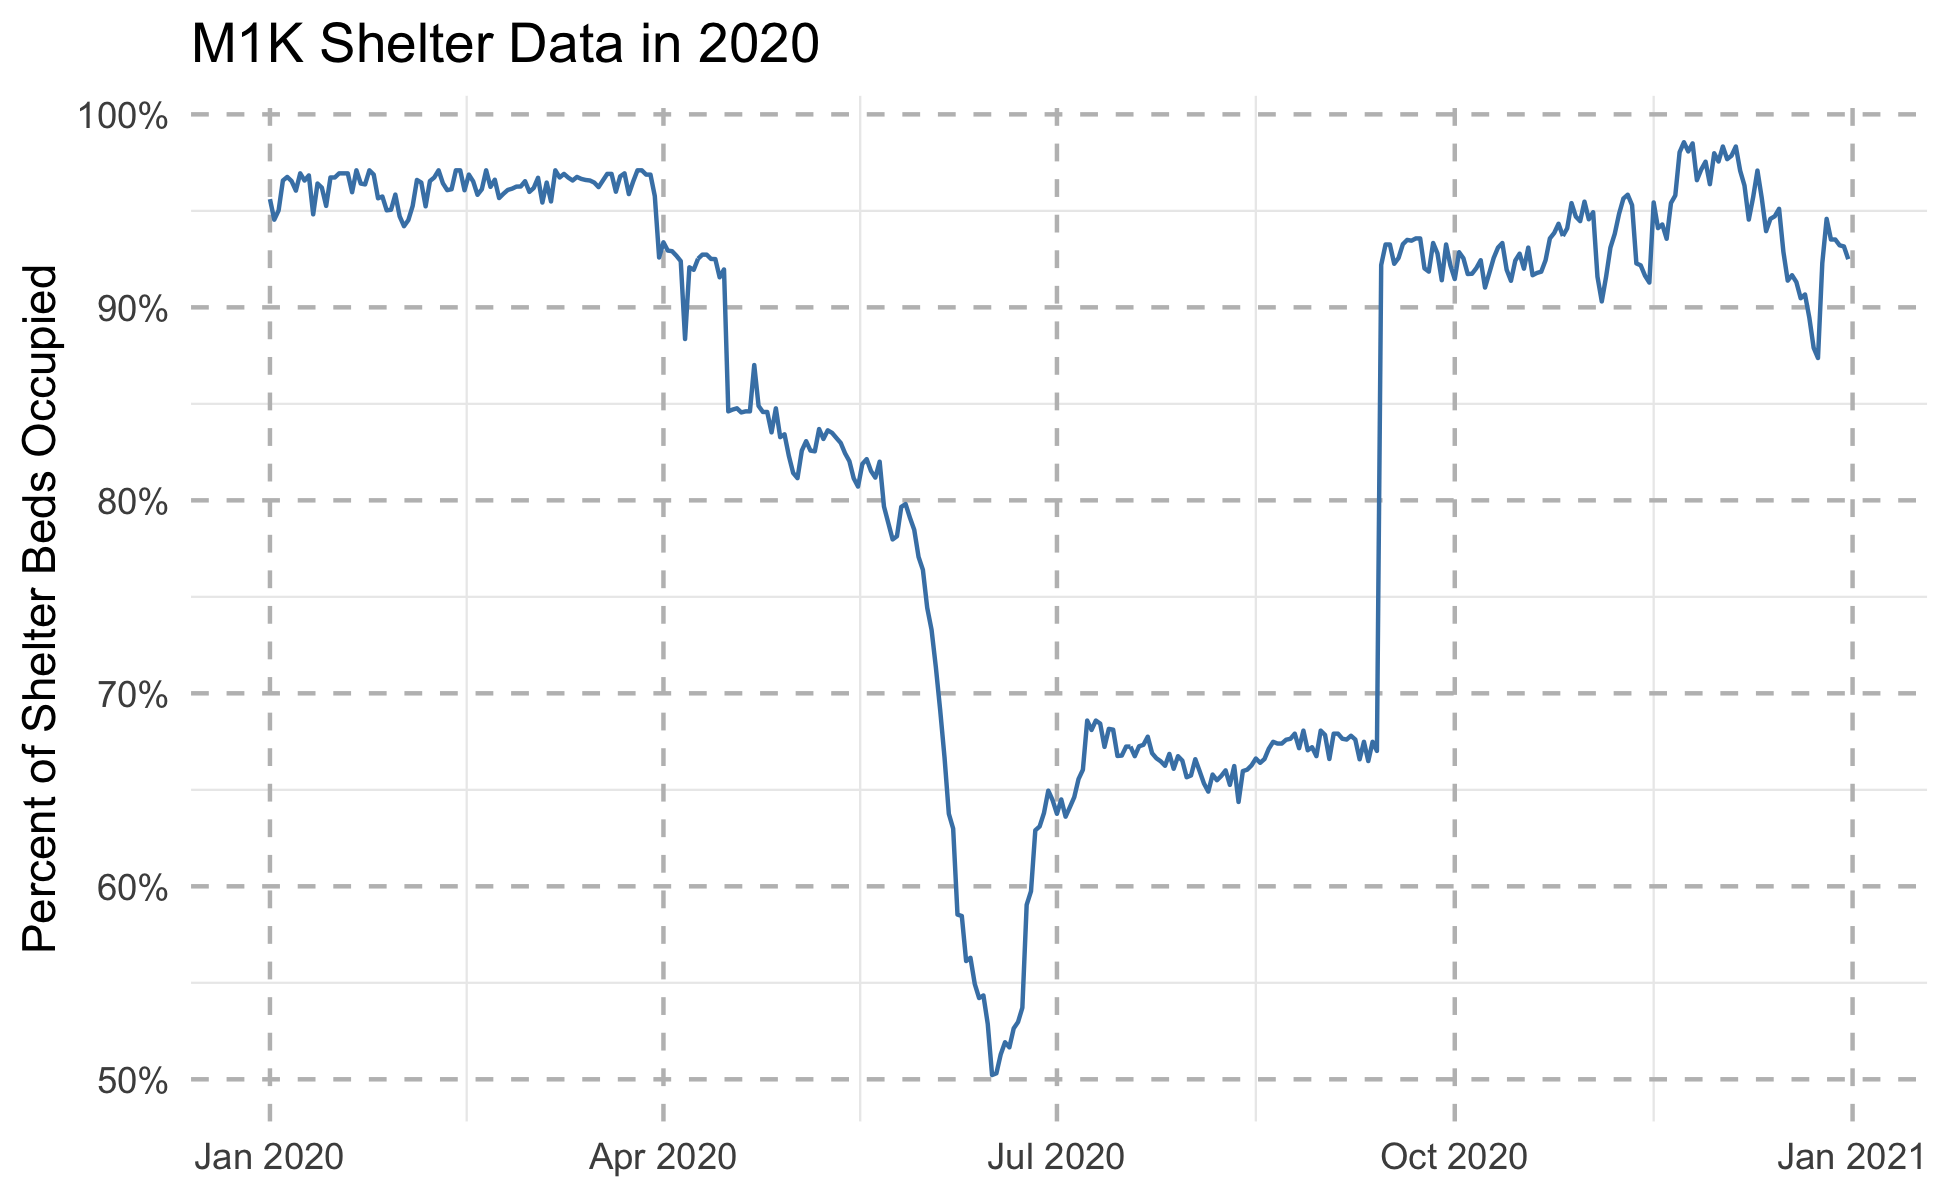 M1K Shelter Data in 2020
Percent of Shelter Beds Occupied
100%
90%
80%
70%
60%
50%
Jan 2020
Apr 2020
Jul 2020
Oct 2020
Jan 2021